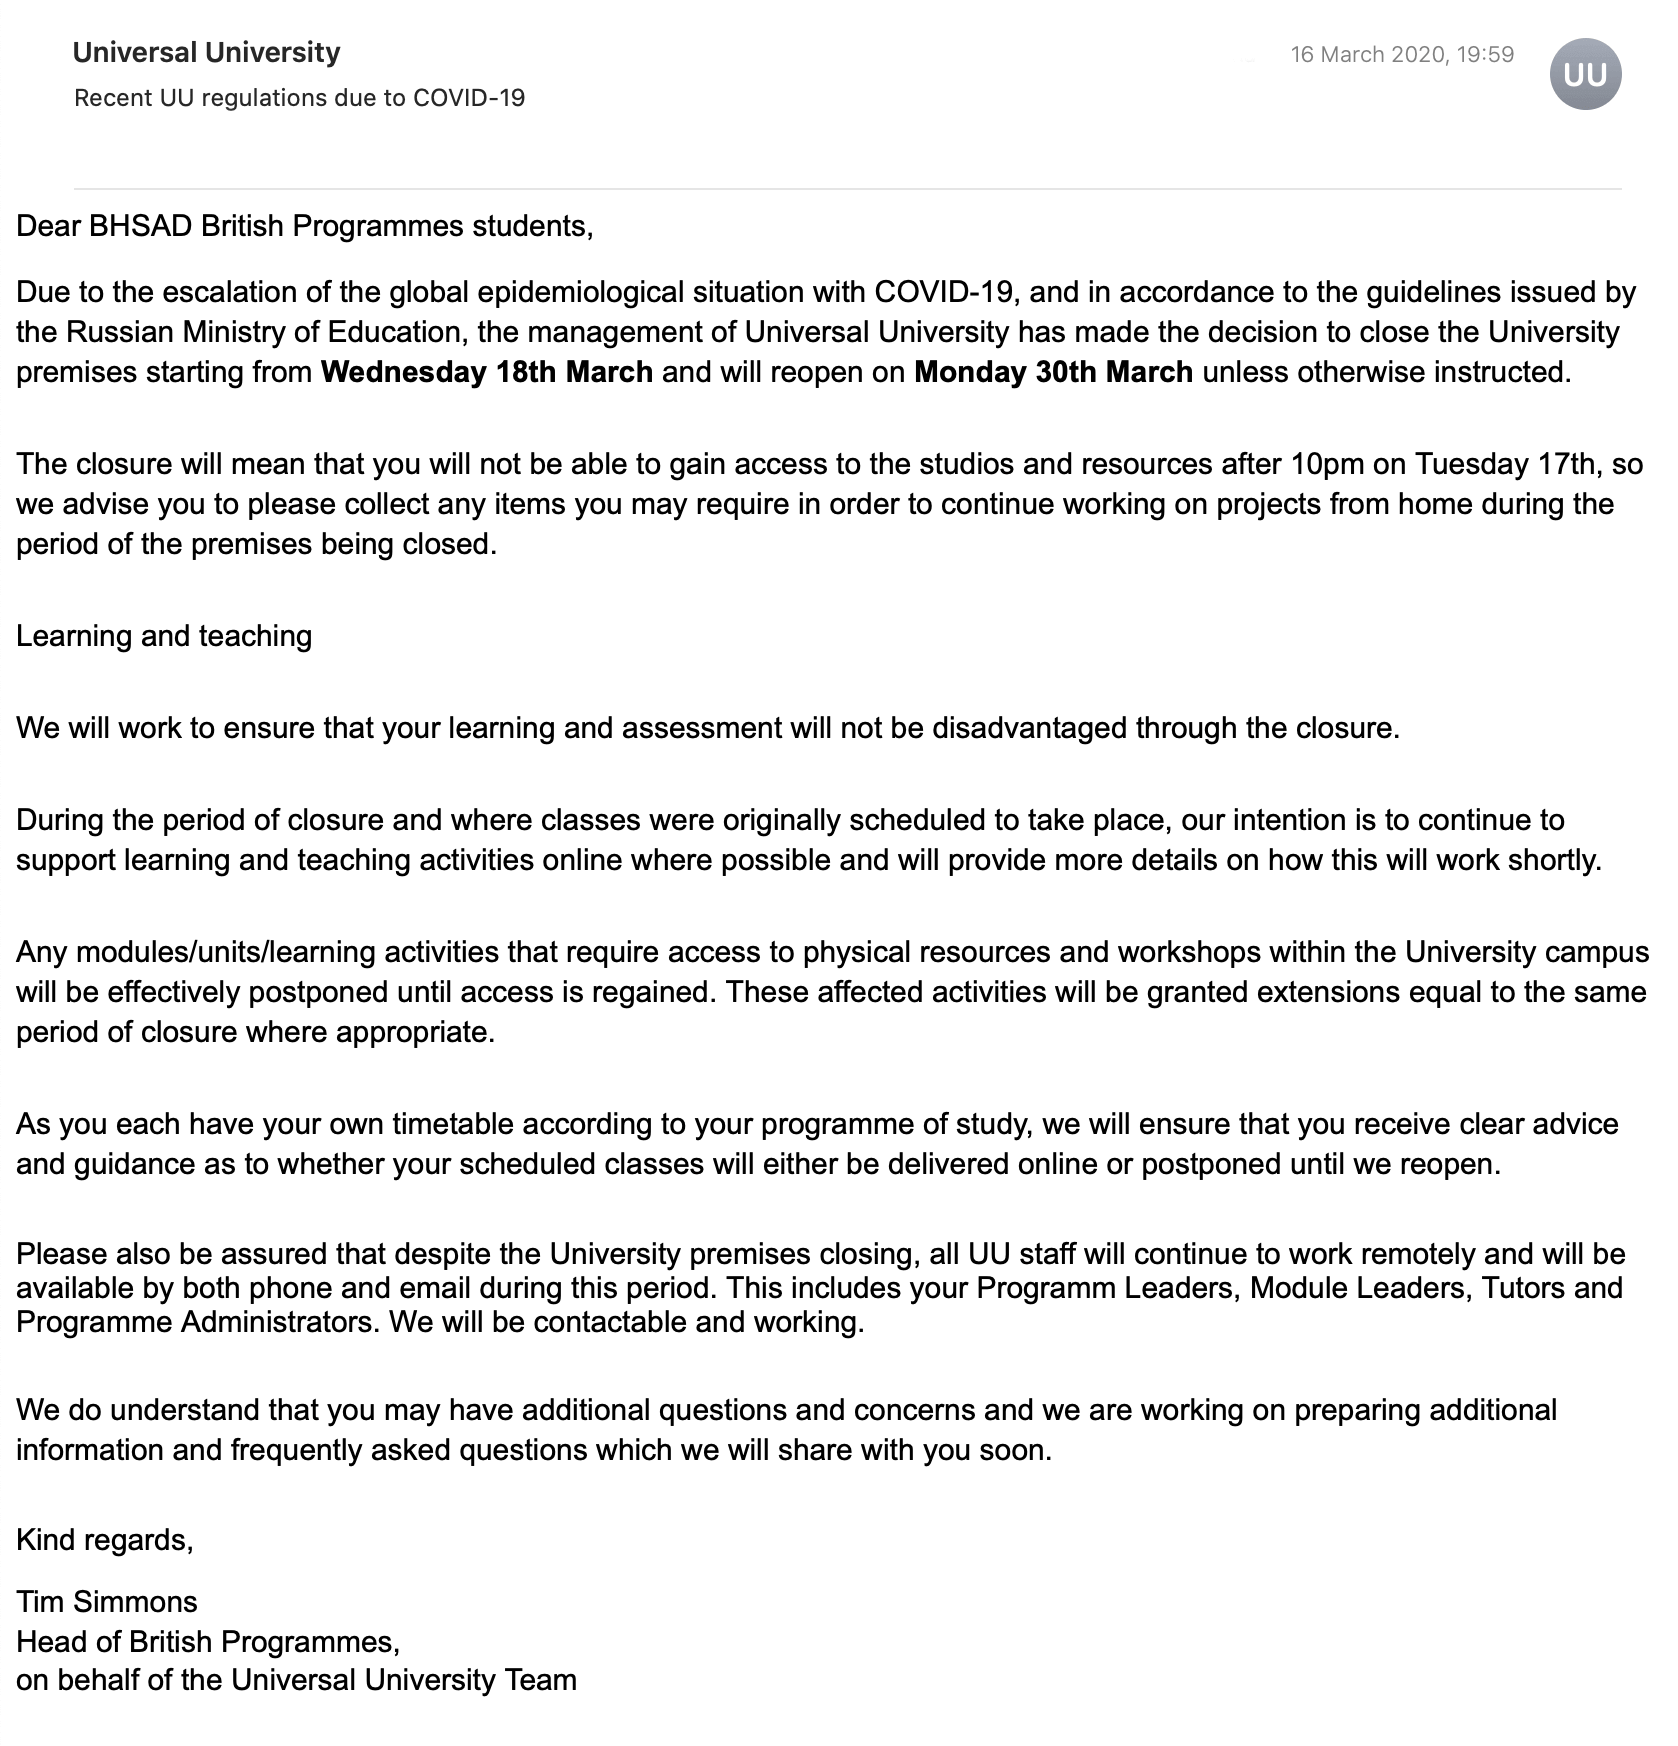 Universal University
16 March 2020, 19:59
UU
Recent UU regulations due to COVID-19
Dear BHSAD British Programmes students,
Due to the escalation of the global epidemiological situation with COVID-19, and in accordance to the guidelines issued by
the Russian Ministry of Education, the management of Universal University has made the decision to close the University
premises starting from Wednesday 18th March and will reopen on Monday 30th March unless otherwise instructed.
The closure will mean that you will not be able to gain access to the studios and resources after 10pm on Tuesday 17th, so
we advise you to please collect any items you may require in order to continue working on projects from home during the
period of the premises being closed.
Learning and teaching
We will work to ensure that your learning and assessment will not be disadvantaged through the closure.
During the period of closure and where classes were originally scheduled to take place, our intention is to continue to
support learning and teaching activities online where possible and will provide more details on how this will work shortly.
Any modules/units/learning activities that require access to physical resources and workshops within the University campus
will be effectively postponed until access is regained. These affected activities will be granted extensions equal to the same
period of closure where appropriate.
As you each have your own timetable according to your programme of study, we will ensure that you receive clear advice
and guidance as to whether your scheduled classes will either be delivered online or postponed until we reopen.
Please also be assured that despite the University premises closing, all UU staff will continue to work remotely and will be
available by both phone and email during this period. This includes your Programm Leaders, Module Leaders, Tutors and
Programme Administrators. We will be contactable and working.
We do understand that you may have additional questions and concerns and we are working on preparing additional
information and frequently asked questions which we will share with you soon.
Kind regards,
Tim Simmons
Head of British Programmes,
on behalf of the Universal University Team